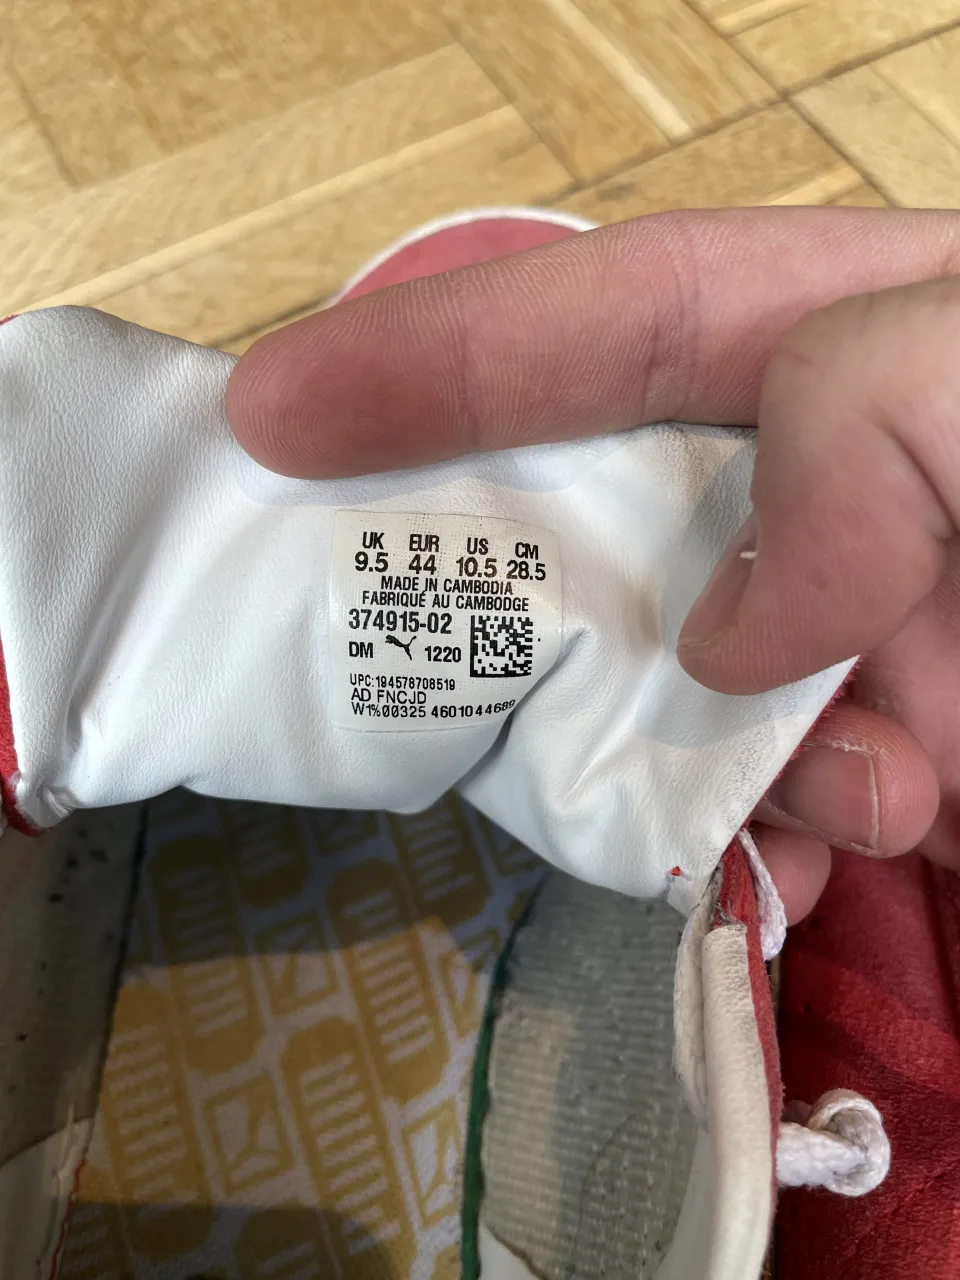 UK EUR US CM
9.5 44 10.5 28.5
MADE IN CAMBODIA
FABRIQUÉ AU CAMBODGE
374915-02
DM 1220
UPC:194578708519
AD FNCJD
W1%00325 4601044689